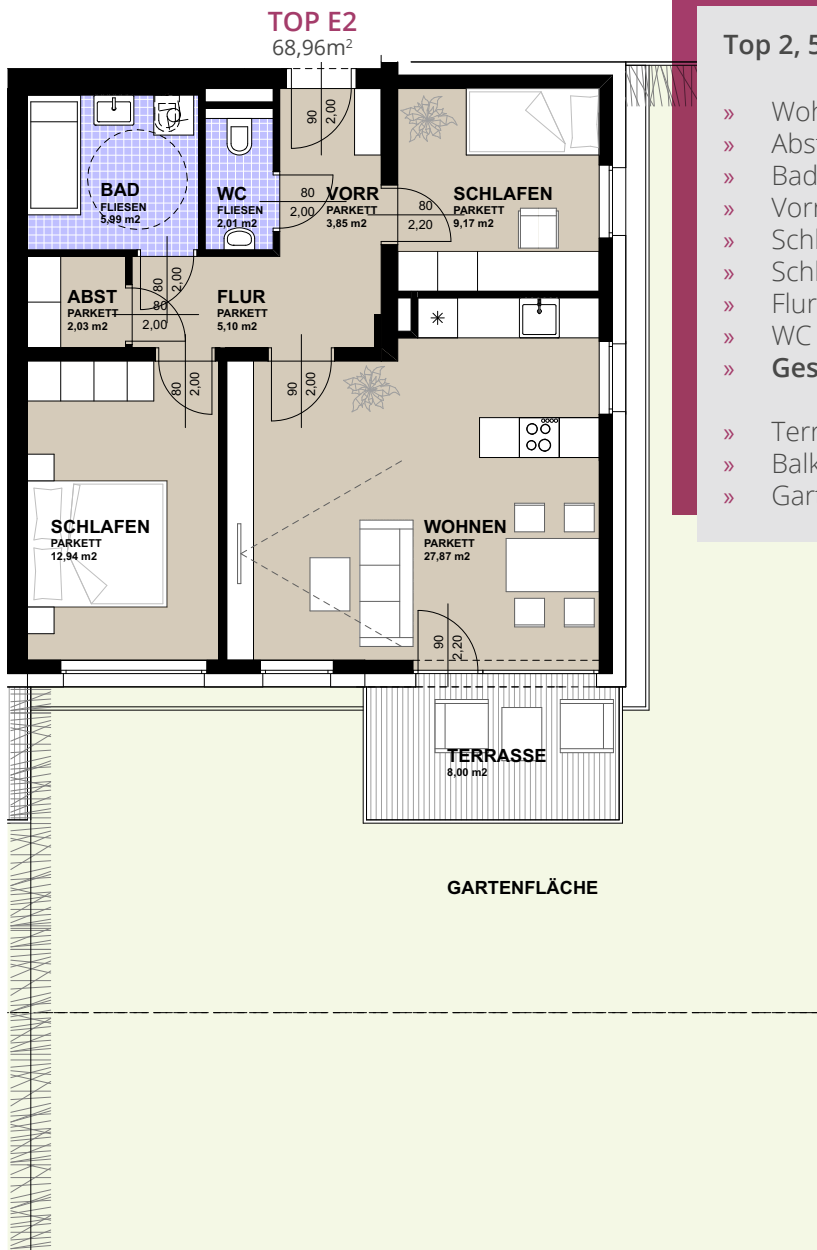 TOP E2
68,96m²
Top 2, 5
» Woh
» Abst
» Bad
» Vorr
» Schl
» Schl
» Flur
» WC
» Ges
» Terr
» Balk
» Gart
90
2,00
BAD
FLIESEN
5,99 m2
WC
FLIESEN
2,01 m2
80
2,00
VORR
PARKETT
3,85 m2
80
2,20
SCHLAFEN
PARKETT
9,17 m2
80
2,00
ABST
PARKETT
2,03 m2
80
2,00
FLUR
PARKETT
5,10 m2
80
2,00
90
2,00
SCHLAFEN
PARKETT
12,94 m2
WOHNEN
PARKETT
27,87 m2
90
2,20
TERRASSE
8,00 m2
GARTENFLÄCHE